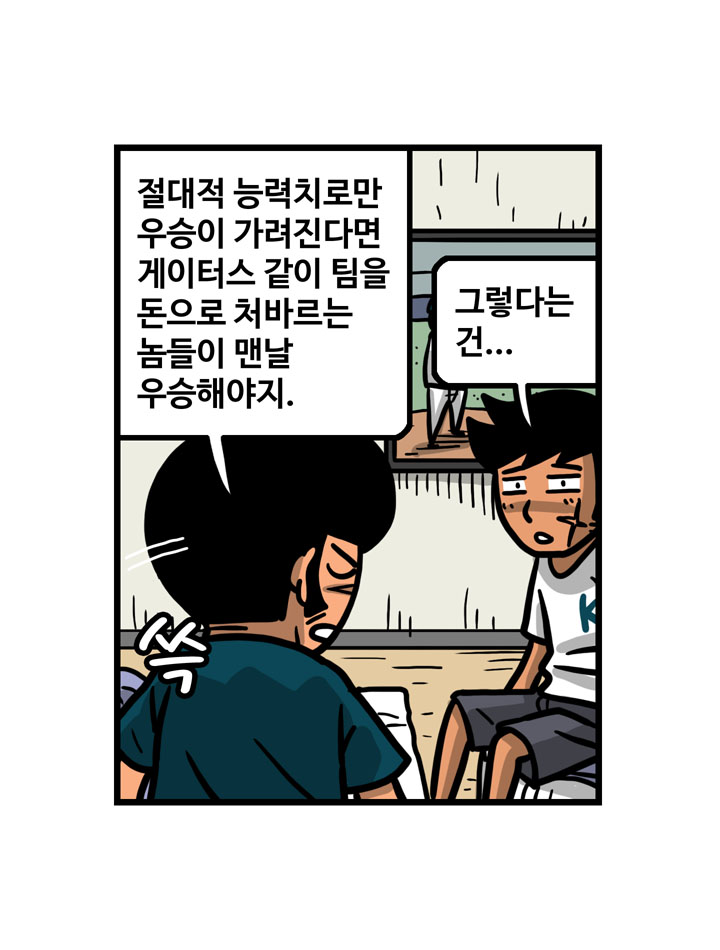 절대적 능력치로만
우승이 가려진다면
게이터스 같이 팀을
돈으로 처바르는
놈들이 맨날
우승해야지.
그렇다는
건...
쓱
K